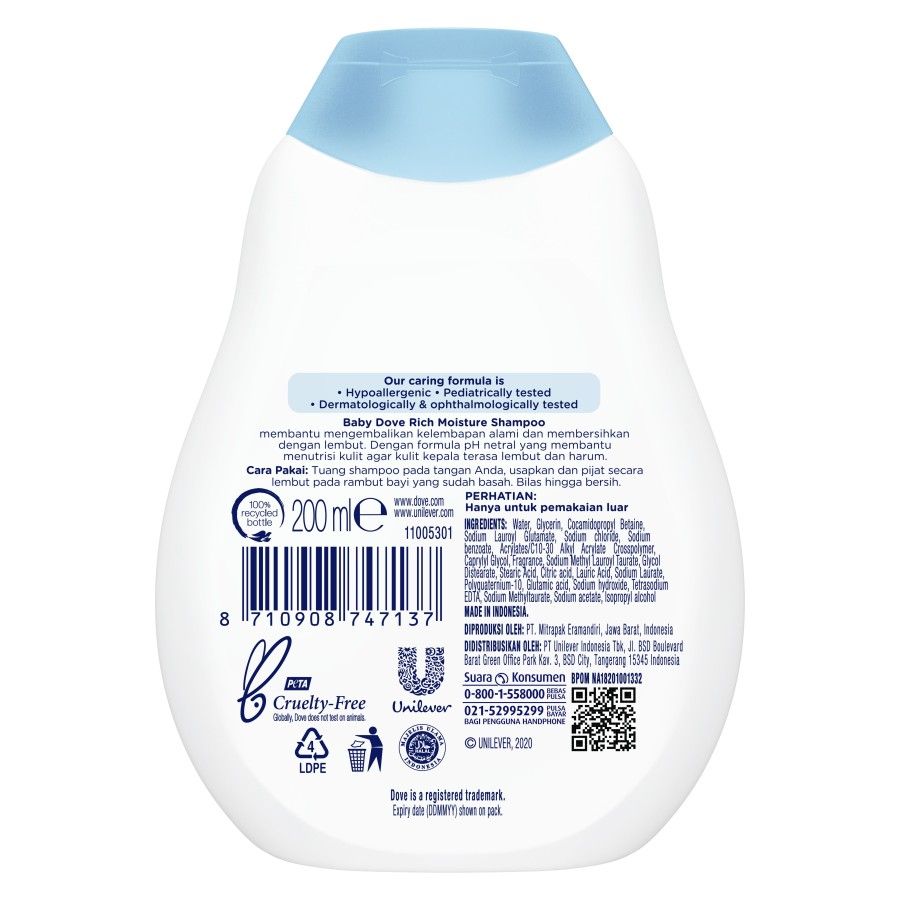 Our caring formula is
• Hypoallergenic • Pediatrically tested
• Dermatologically & ophthalmologically tested
Baby Dove Rich Moisture Shampoo
membantu mengembalikan kelembapan alami dan membersihkan
dengan lembut. Dengan formula pH netral yang membantu
menutrisi kulit agar kulit kepala terasa lembut dan harum.
Cara Pakai: Tuang shampoo pada tangan Anda, usapkan dan pijat secara
lembut pada rambut bayi yang sudah basah. Bilas hingga bersih.
100%
recycled
bottle
200 ml e
www.dove.com
www.unilever.com
11005301
8 710908 747137
PETA
Cruelty-Free
Globally, Dove does not test on animals.
Unilever
4
LDPE
MAJELIS ULAMA
INDONESIA
HALAL
PERHATIAN:
Hanya untuk pemakaian luar
INGREDIENTS: Water, Glycerin, Cocamidopropyl Betaine,
Sodium Lauroyl Glutamate, Sodium chloride, Sodium
benzoate, Acrylates/C10-30 Alkyl Acrylate Crosspolymer,
Caprylyl Glycol, Fragrance, Sodium Methyl Lauroyl Taurate, Glycol
Distearate, Stearic Acid, Citric acid, Lauric Acid, Sodium Laurate,
Polyquaternium-10, Glutamic acid, Sodium hydroxide, Tetrasodium
EDTA, Sodium Methyltaurate, Sodium acetate, Isopropyl alcohol
MADE IN INDONESIA.
DIPRODUKSI OLEH: PT. Mitrapak Eramandiri, Jawa Barat, Indonesia
DIDISTRIBUSIKAN OLEH: PT Unilever Indonesia Tbk, Jl. BSD Boulevard
Barat Green Office Park Kav. 3, BSD City, Tangerang 15345 Indonesia
Suara Konsumen
BPOM NA18201001332
0-800-1-558000 BEBAS PULSA
021-52995299 PULSA BAYAR
BAGI PENGGUNA HANDPHONE
© UNILEVER, 2020
Dove is a registered trademark.
Expiry date (DDMMYY) shown on pack.